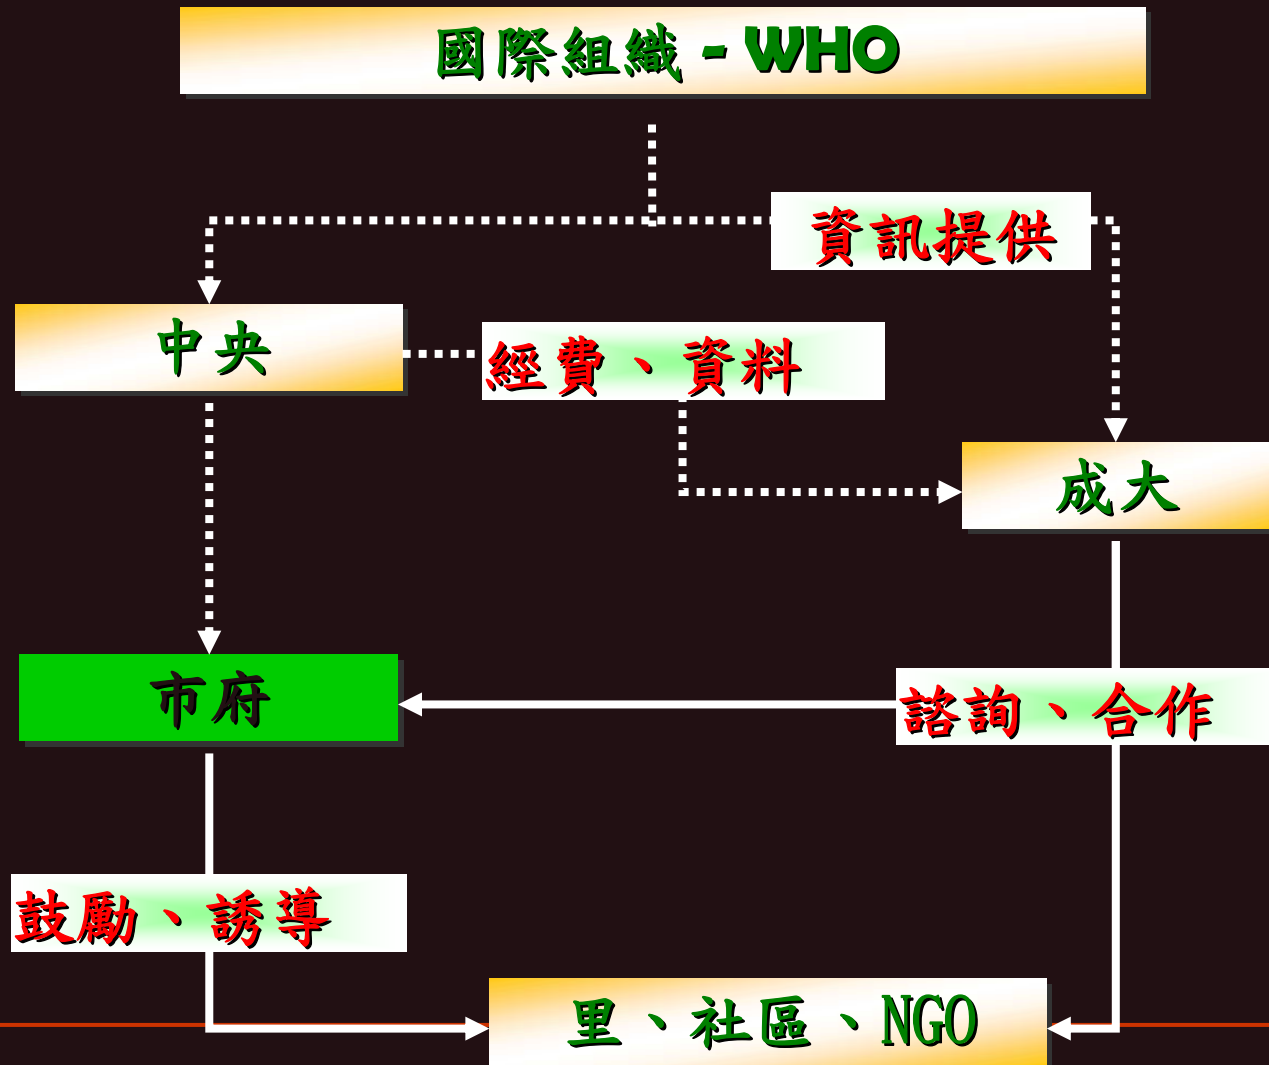 國際組織 - WHO
資訊提供
中央
經費、資料
成大
市府
諮詢、合作
鼓勵、誘導
里、社區、NGO